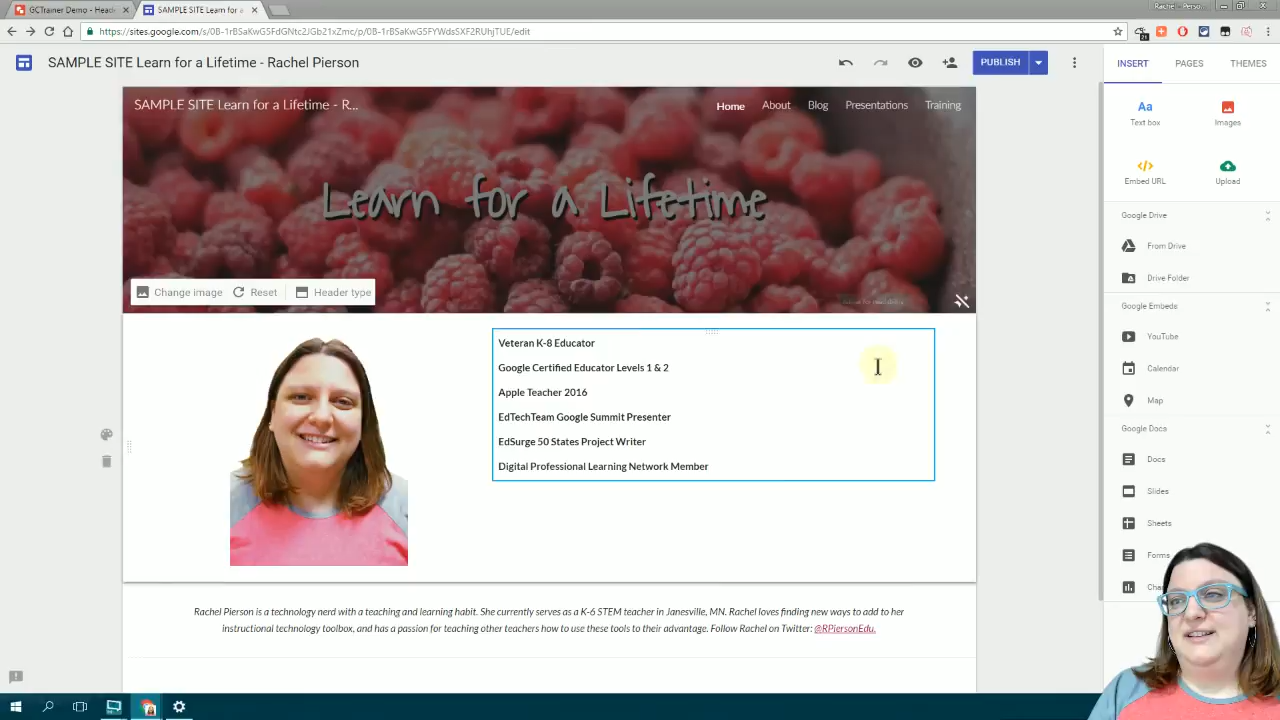 GCTrainer Demo - Head
SAMPLE SITE Learn for a
Rachel - Perso...
https://sites.google.com/s/0B-1rBSaKwG5FdGNtc2JGb21xZmc/p/0B-1rBSaKwG5FYWdsSXF2RUhjTUE/edit
21
SAMPLE SITE Learn for a Lifetime - Rachel Pierson
PUBLISH
INSERT
PAGES
THEMES
SAMPLE SITE Learn for a Lifetime - R...
Home
About
Blog
Presentations
Training
Learn for a Lifetime
Change image
Reset
Header type
Veteran K-8 Educator
Google Certified Educator Levels 1 & 2
Apple Teacher 2016
EdTechTeam Google Summit Presenter
EdSurge 50 States Project Writer
Digital Professional Learning Network Member
Rachel Pierson is a technology nerd with a teaching and learning habit. She currently serves as a K-6 STEM teacher in Janesville, MN. Rachel loves finding new ways to add to her
instructional technology toolbox, and has a passion for teaching other teachers how to use these tools to their advantage. Follow Rachel on Twitter: @RPiersonEdu.
Aa
Text box
Images
Embed URL
Upload
Google Drive
From Drive
Drive Folder
Google Embeds
YouTube
Calendar
Map
Google Docs
Docs
Slides
Sheets
Forms
Cha